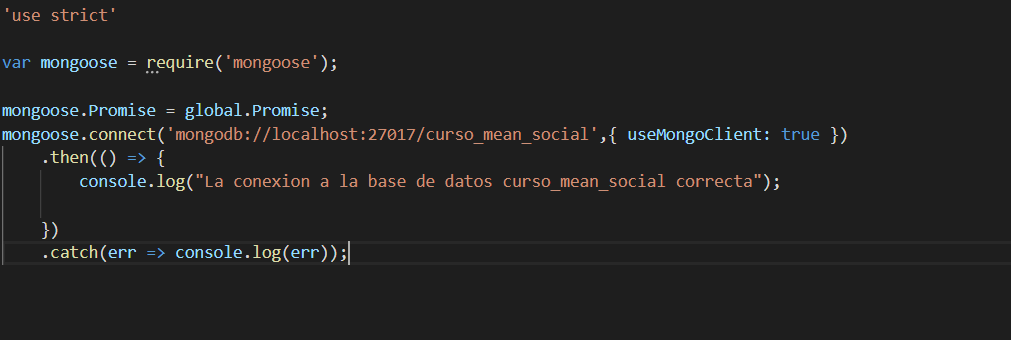 'use strict'
var mongoose = require('mongoose');
mongoose.Promise = global.Promise;
mongoose.connect('mongodb://localhost:27017/curso_mean_social',{ useMongoClient: true })
.then(() => {
console.log("La conexion a la base de datos curso_mean_social correcta");
})
.catch(err => console.log(err));